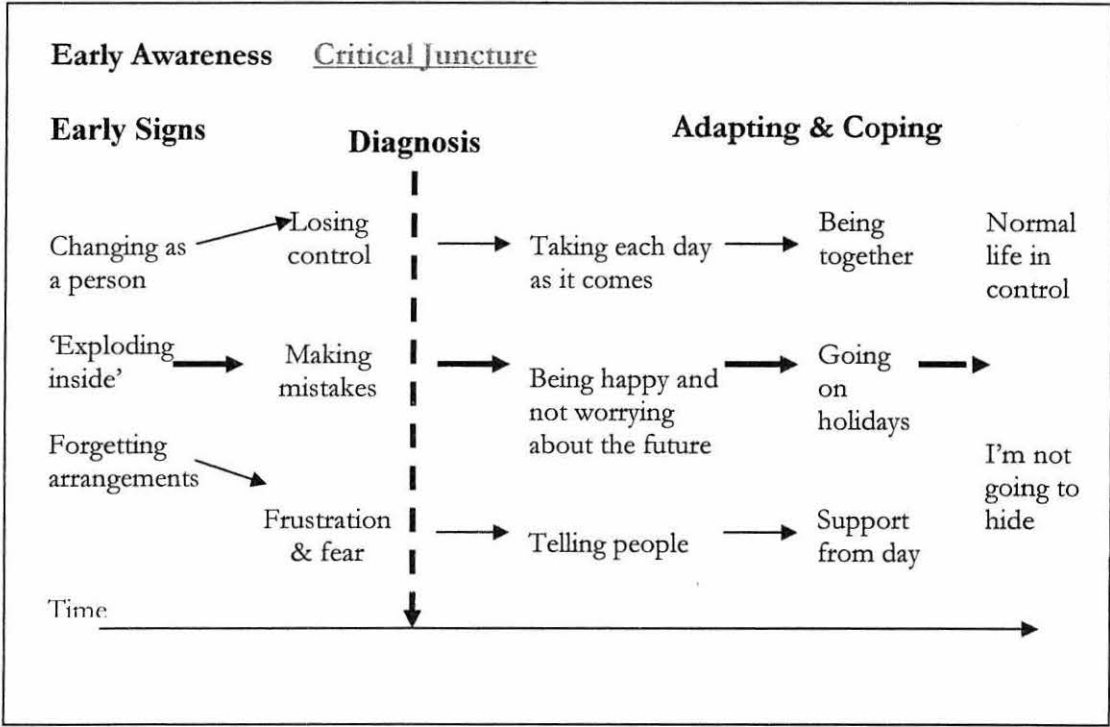 Early Awareness Critical Juncture
Early Signs
Diagnosis
Adapting & Coping
Changing as
a person
Losing
control
Taking each day
as it comes
Being
together
Normal
life in
control
‘Exploding
inside’
Making
mistakes
Being happy and
not worrying
about the future
Going
on
holidays
Forgetting
arrangements
Frustration
& fear
Telling people
Support
from day
I'm not
going to
hide
Time